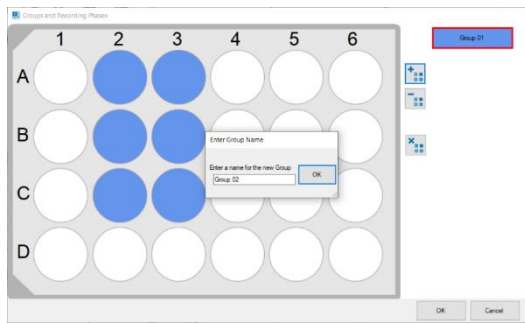 Groups and Recording Phases
1 2 3 4 5 6
Group 01
A
B
Enter Group Name
Enter a name for the new Group
OK
Group 02
C
D
OK Cancel